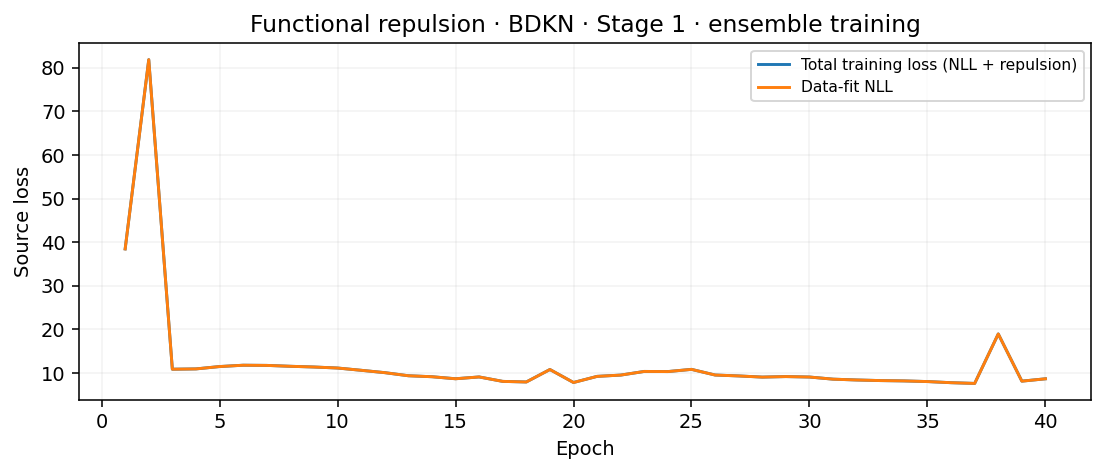 Functional repulsion · BDKN · Stage 1 · ensemble training
Total training loss (NLL + repulsion)
Data-fit NLL
Source loss
80
70
60
50
40
30
20
10
0 5 10 15 20 25 30 35 40
Epoch